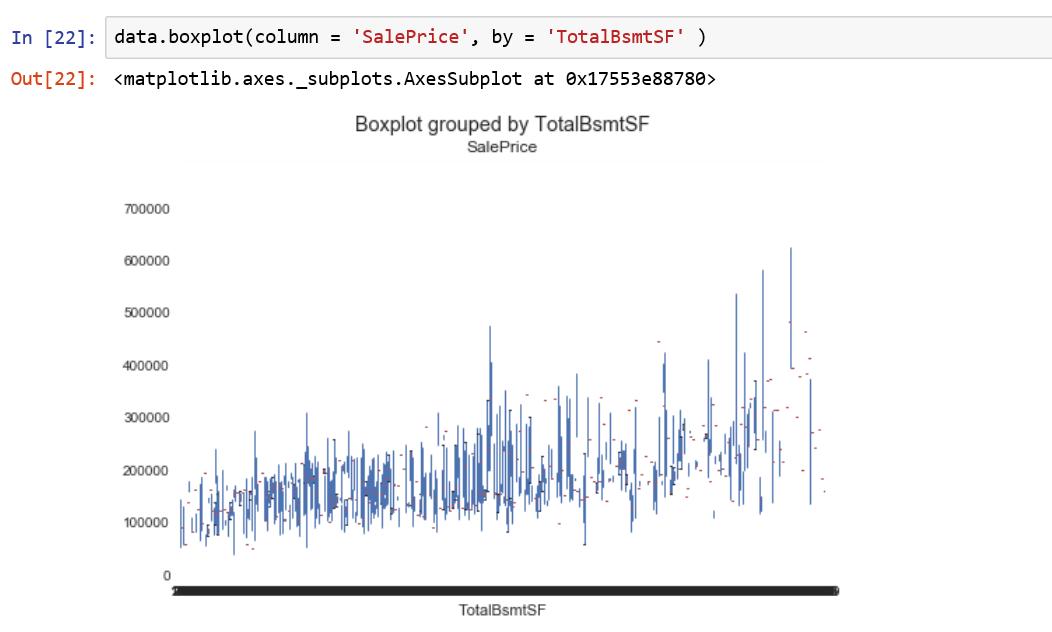 In [22]: data.boxplot(column = 'SalePrice', by = 'TotalBsmtSF' )
Out[22]: <matplotlib.axes._subplots.AxesSubplot at 0x17553e88780>
Boxplot grouped by TotalBsmtSF
SalePrice
700000
600000
500000
400000
300000
200000
100000
0
TotalBsmtSF